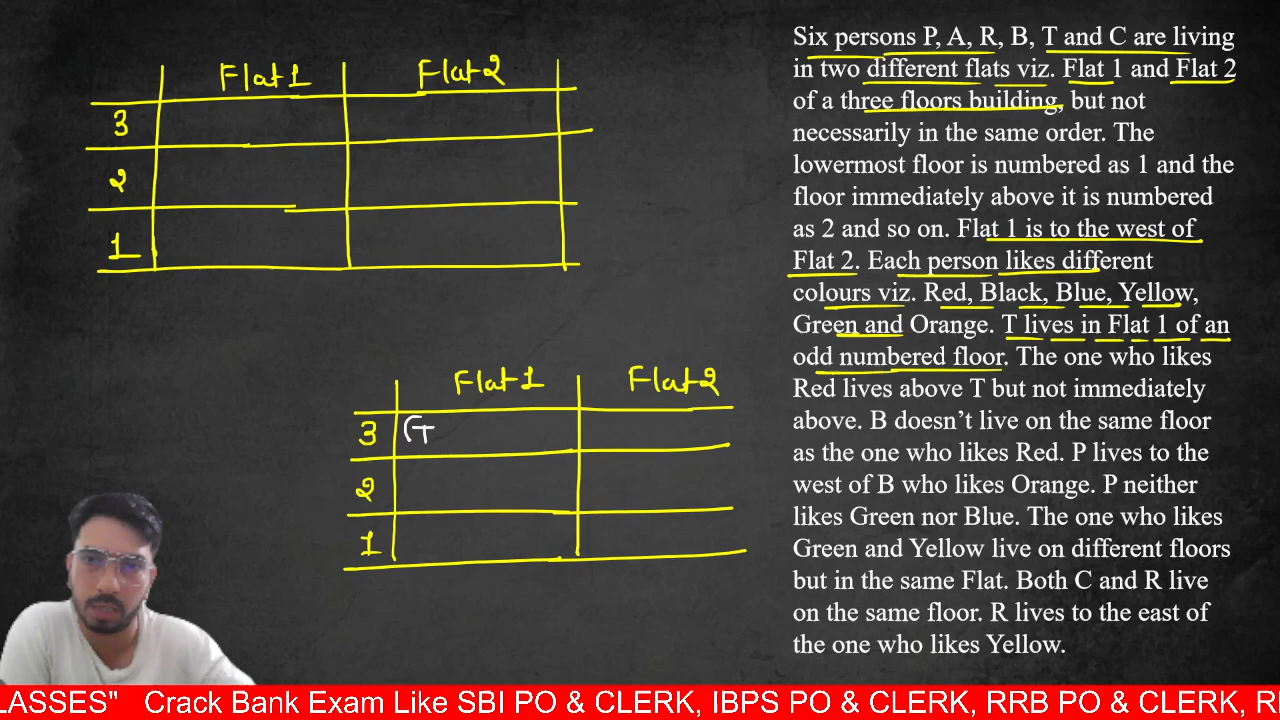 Flat 1 Flat 2
3
2
1
Flat 1 Flat 2
3 (T
2
1
Six persons P, A, R, B, T and C are living
in two different flats viz. Flat 1 and Flat 2
of a three floors building, but not
necessarily in the same order. The
lowermost floor is numbered as 1 and the
floor immediately above it is numbered
as 2 and so on. Flat 1 is to the west of
Flat 2. Each person likes different
colours viz. Red, Black, Blue, Yellow,
Green and Orange. T lives in Flat 1 of an
odd numbered floor. The one who likes
Red lives above T but not immediately
above. B doesn’t live on the same floor
as the one who likes Red. P lives to the
west of B who likes Orange. P neither
likes Green nor Blue. The one who likes
Green and Yellow live on different floors
but in the same Flat. Both C and R live
on the same floor. R lives to the east of
the one who likes Yellow.
LASSES" Crack Bank Exam Like SBI PO & CLERK, IBPS PO & CLERK, RRB PO & CLERK, R